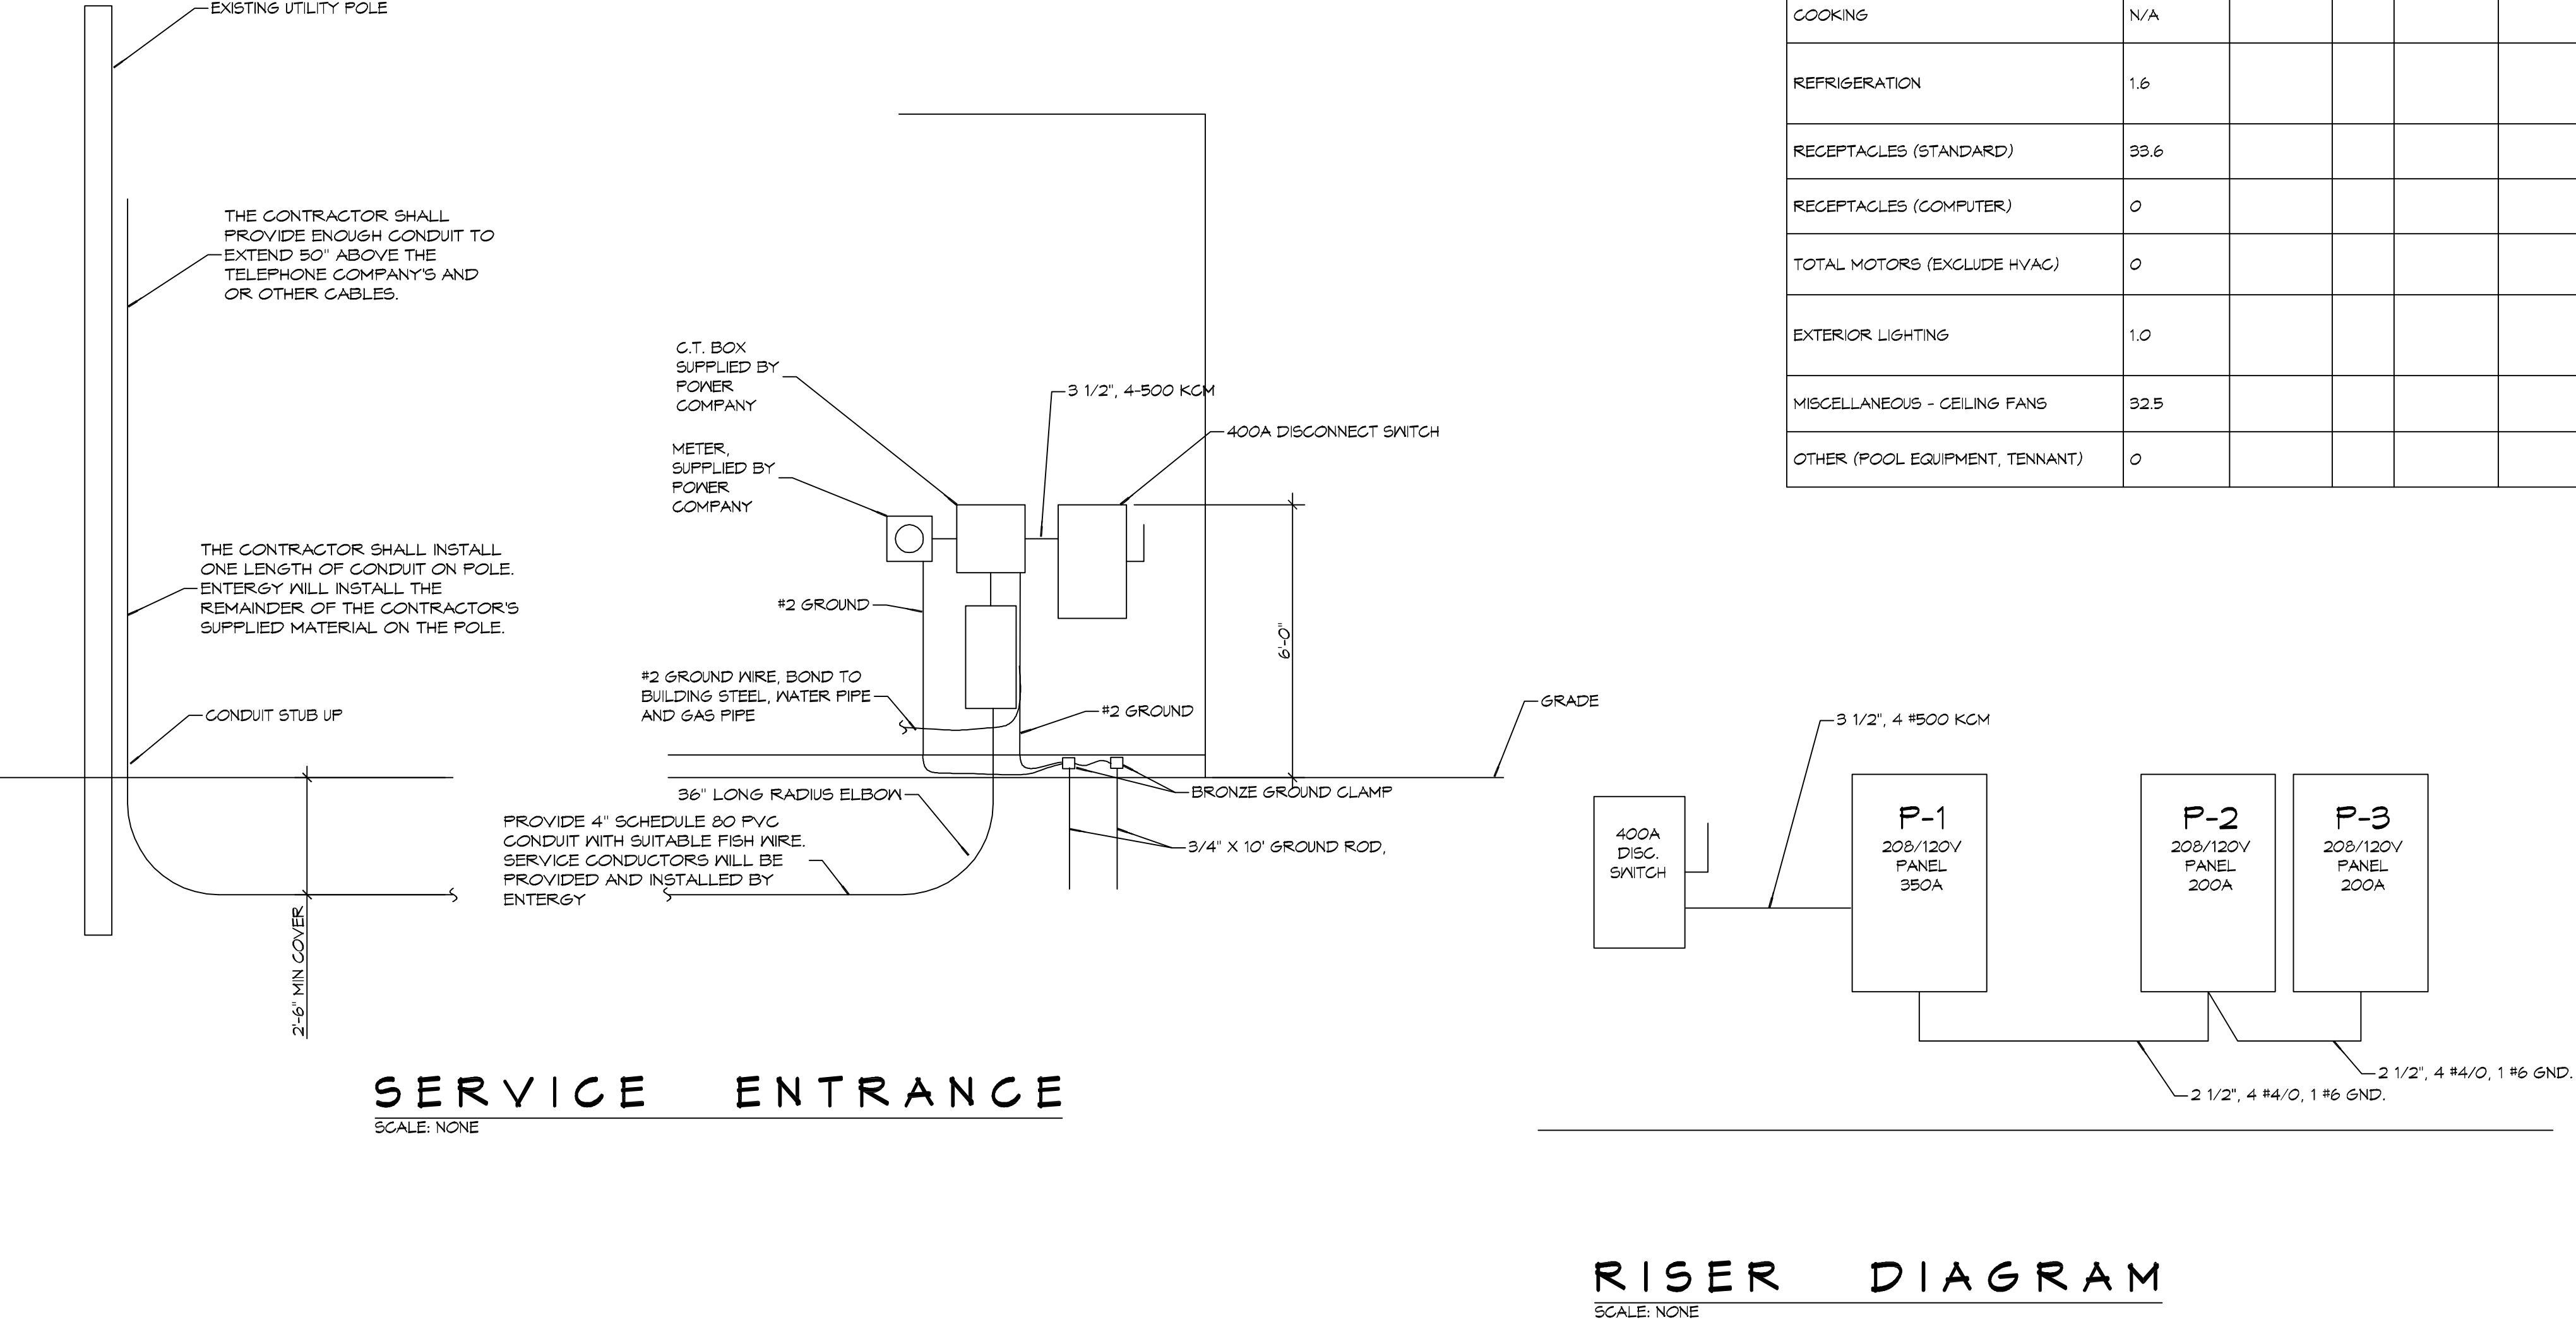 EXISTING UTILITY POLE
THE CONTRACTOR SHALL
PROVIDE ENOUGH CONDUIT TO
EXTEND 50" ABOVE THE
TELEPHONE COMPANY'S AND
OR OTHER CABLES.
THE CONTRACTOR SHALL INSTALL
ONE LENGTH OF CONDUIT ON POLE.
ENTERGY WILL INSTALL THE
REMAINDER OF THE CONTRACTOR'S
SUPPLIED MATERIAL ON THE POLE.
CONDUIT STUB UP
2'-6" MIN COVER
C.T. BOX
SUPPLIED BY
POWER
COMPANY
METER,
SUPPLIED BY
POWER
COMPANY
3 1/2", 4-500 KCM
400A DISCONNECT SWITCH
#2 GROUND
6'-0"
#2 GROUND WIRE, BOND TO
BUILDING STEEL, WATER PIPE
AND GAS PIPE
#2 GROUND
GRADE
36" LONG RADIUS ELBOW
BRONZE GROUND CLAMP
PROVIDE 4" SCHEDULE 80 PVC
CONDUIT WITH SUITABLE FISH WIRE.
SERVICE CONDUCTORS WILL BE
PROVIDED AND INSTALLED BY
ENTERGY
3/4" X 10' GROUND ROD,
SERVICE ENTRANCE
SCALE: NONE
COOKING N/A
REFRIGERATION 1.6
RECEPTACLES (STANDARD) 33.6
RECEPTACLES (COMPUTER) 0
TOTAL MOTORS (EXCLUDE HVAC) 0
EXTERIOR LIGHTING 1.0
MISCELLANEOUS - CEILING FANS 32.5
OTHER (POOL EQUIPMENT, TENNANT) 0
3 1/2", 4 #500 KCM
400A
DISC.
SWITCH
P-1
208/120V
PANEL
350A
P-2
208/120V
PANEL
200A
P-3
208/120V
PANEL
200A
2 1/2", 4 #4/0, 1 #6 GND.
2 1/2", 4 #4/0, 1 #6 GND.
RISER DIAGRAM
SCALE: NONE